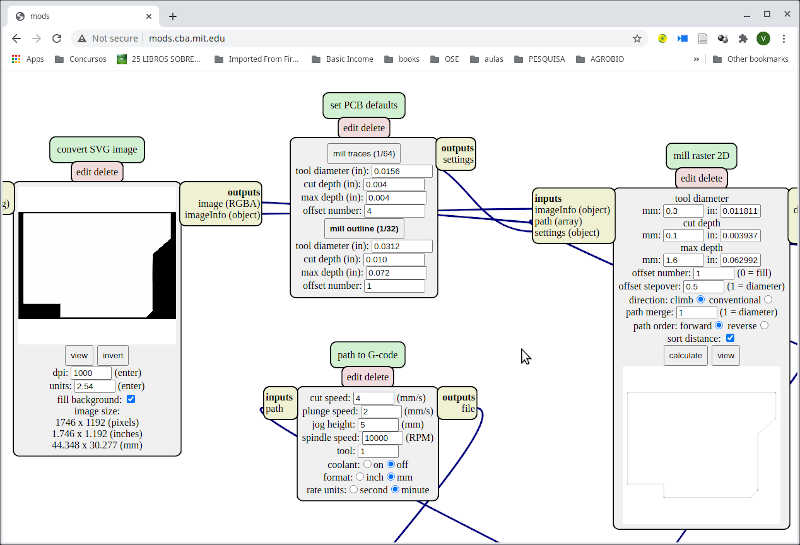 mods
Not secure | mods.cba.mit.edu
V
Apps Concursos 25 LIBROS SOBRE... Imported From Fir... Basic Income books OSE aulas PESQUISA AGROBIO » Other bookmarks
convert SVG image
edit delete
g)
outputs
image (RGBA)
imageInfo (object)
view invert
dpi: 1000 (enter)
units: 2.54 (enter)
fill background:
image size:
1746 x 1192 (pixels)
1.746 x 1.192 (inches)
44.348 x 30.277 (mm)
set PCB defaults
edit delete
mill traces (1/64)
tool diameter (in): 0.0156
cut depth (in): 0.004
max depth (in): 0.004
offset number: 4
mill outline (1/32)
tool diameter (in): 0.0312
cut depth (in): 0.010
max depth (in): 0.072
offset number: 1
outputs
settings
path to G-code
edit delete
inputs
path
cut speed: 4 (mm/s)
plunge speed: 2 (mm/s)
jog height: 5 (mm)
spindle speed: 10000 (RPM)
tool: 1
coolant: on off
format: inch mm
rate units: second minute
outputs
file
mill raster 2D
edit delete
inputs
imageInfo (object)
path (array)
settings (object)
tool diameter
mm: 0.3 in: 0.011811
cut depth
mm: 0.1 in: 0.003937
max depth
mm: 1.6 in: 0.062992
offset number: 1 (0 = fill)
offset stepover: 0.5 (1 = diameter)
direction: climb conventional
path merge: 1 (1 = diameter)
path order: forward reverse
sort distance:
calculate view